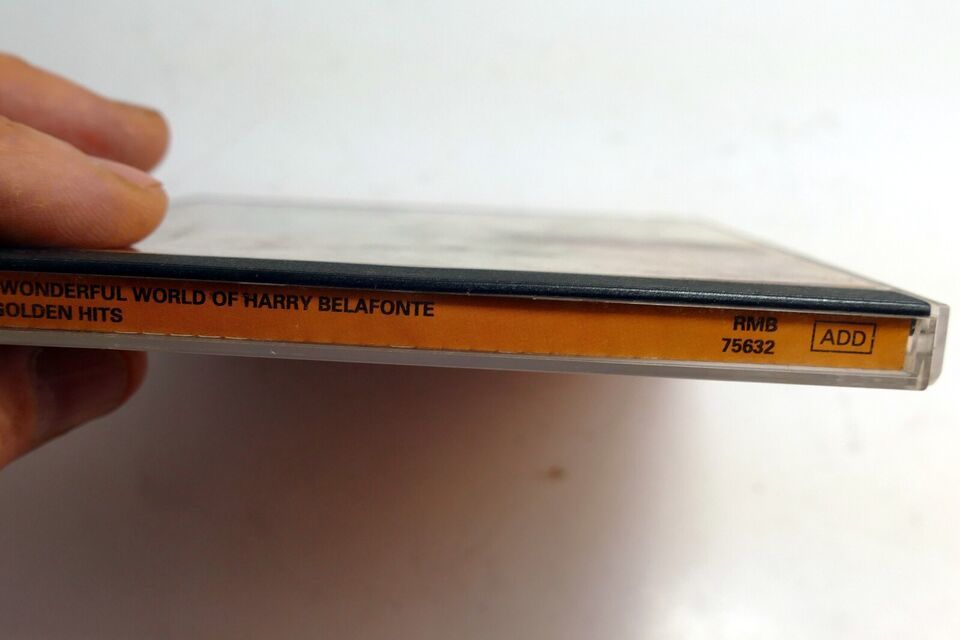 WONDERFUL WORLD OF HARRY BELAFONTE
GOLDEN HITS
RMB
75632
ADD